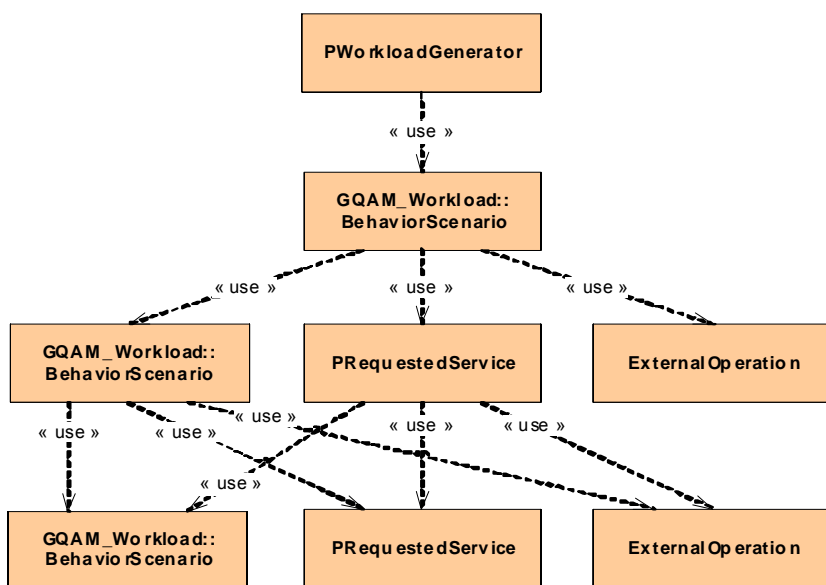 PWorkloadGenerator
« use »
GQAM_Workload::
BehaviorScenario
« use »
« use »
« use »
GQAM_Workload::
BehaviorScenario
PRequestedService
ExternalOperation
« use »
« use »
« use »
« use »
« use »
« use »
GQAM_Workload::
BehaviorScenario
PRequestedService
ExternalOperation